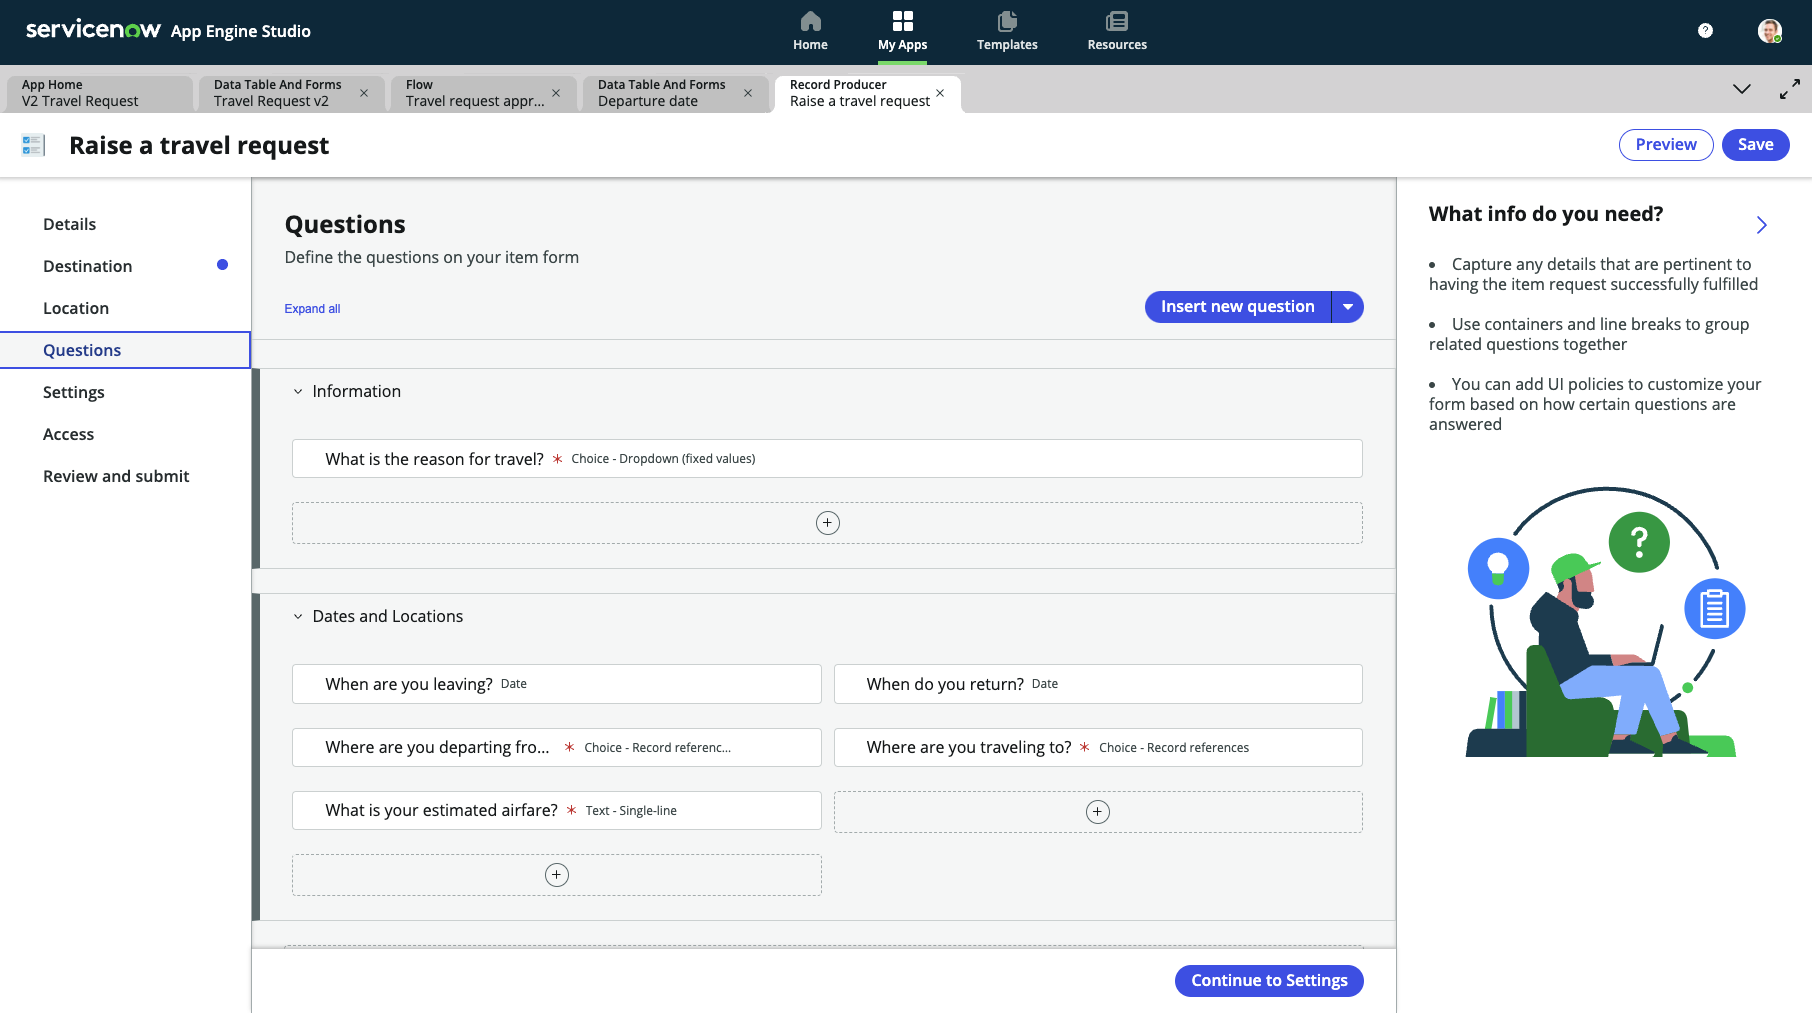 servicenow App Engine Studio
Home
My Apps
Templates
Resources
?
App Home
V2 Travel Request
Data Table And Forms
Travel Request v2
Flow
Travel request appr...
Data Table And Forms
Departure date
Record Producer
Raise a travel request
Raise a travel request
Preview
Save
Details
Destination
Location
Questions
Settings
Access
Review and submit
Questions
Define the questions on your item form
Expand all
Insert new question
Information
What is the reason for travel? * Choice - Dropdown (fixed values)
Dates and Locations
When are you leaving? Date
When do you return? Date
Where are you departing fro... * Choice - Record referenc...
Where are you traveling to? * Choice - Record references
What is your estimated airfare? * Text - Single-line
Continue to Settings
What info do you need?
• Capture any details that are pertinent to
having the item request successfully fulfilled
• Use containers and line breaks to group
related questions together
• You can add UI policies to customize your
form based on how certain questions are
answered
?